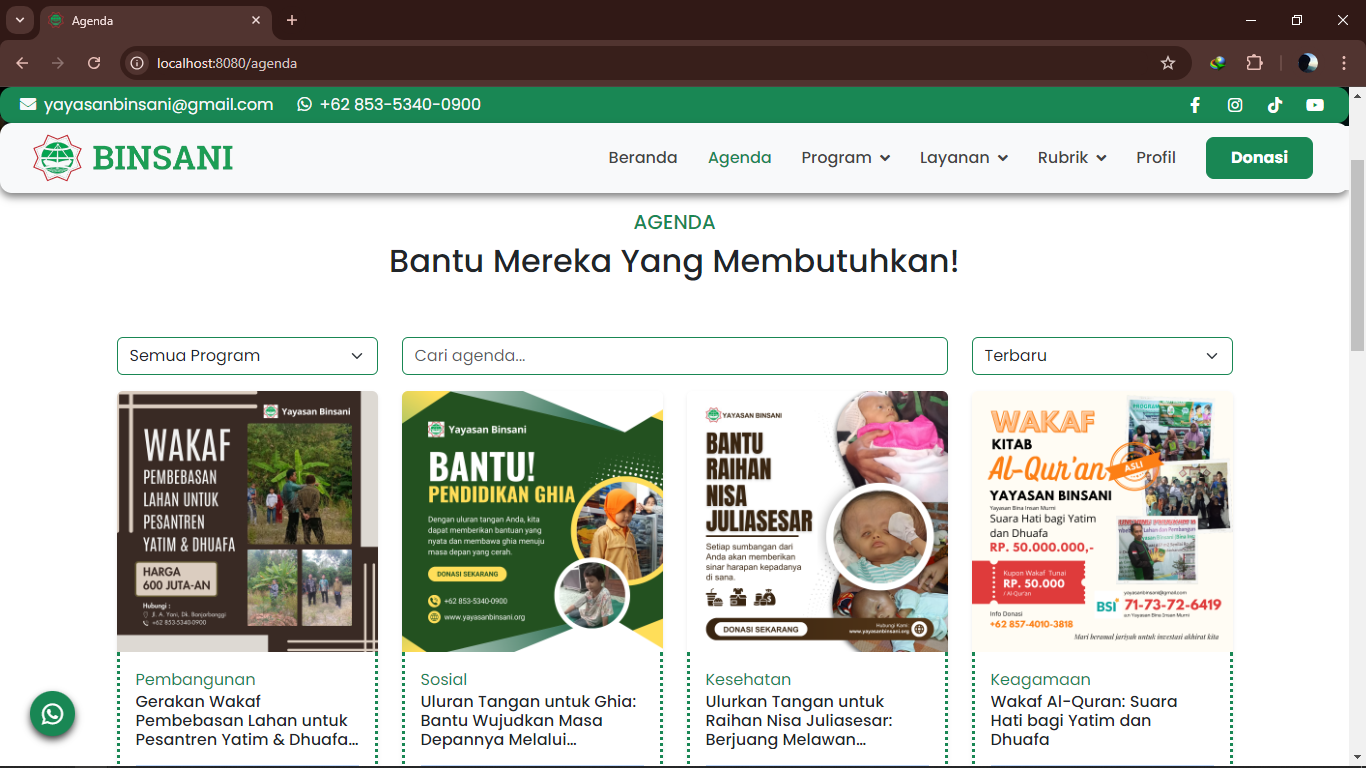 Agenda
localhost:8080/agenda
yayasanbinsani@gmail.com
+62 853-5340-0900
BINSANI
Beranda
Agenda
Program
Layanan
Rubrik
Profil
Donasi
AGENDA
Bantu Mereka Yang Membutuhkan!
Semua Program
Cari agenda...
Terbaru
Yayasan Binsani
WAKAF
PEMBEBASAN
LAHAN UNTUK
PESANTREN
YATIM & DHUAFA
HARGA
600 JUTA-AN
Hubungi :
Jl. A. Yani, Dk. Banjarbanggi
+62 853-5340-0900
Pembangunan
Gerakan Wakaf
Pembebasan Lahan untuk
Pesantren Yatim & Dhuafa...
Yayasan Binsani
BANTU!
PENDIDIKAN GHIA
Dengan uluran tangan Anda, kita
dapat memberikan bantuan yang
nyata dan membawa ghia menuju
masa depan yang cerah.
DONASI SEKARANG
+62 853-5340-0900
www.yayasanbinsani.org
Sosial
Uluran Tangan untuk Ghia:
Bantu Wujudkan Masa
Depannya Melalui...
YAYASAN BINSANI
BANTU
RAIHAN
NISA
JULIASESAR
Setiap sumbangan dari
Anda akan memberikan
sinar harapan kepadanya
di sana.
DONASI SEKARANG
Hubungi Kami:
www.yayasanbinsani.org
Kesehatan
Ulurkan Tangan untuk
Raihan Nisa Juliasesar:
Berjuang Melawan...
WAKAF
KITAB
Al-Qur'an
ASLI
YAYASAN BINSANI
Yayasan Bina Insan Murni
Suara Hati bagi Yatim
dan Dhuafa
RP. 50.000.000,-
Kupon Wakaf Tunai
RP. 50.000
/ Al-Qur'an
yayasanbinsani@gmail.com
BSI 71-73-72-6419
Info Donasi
+62 857-4010-3818
Mari beramal jariyah untuk investasi akhirat kita
Keagamaan
Wakaf Al-Quran: Suara
Hati bagi Yatim dan
Dhuafa